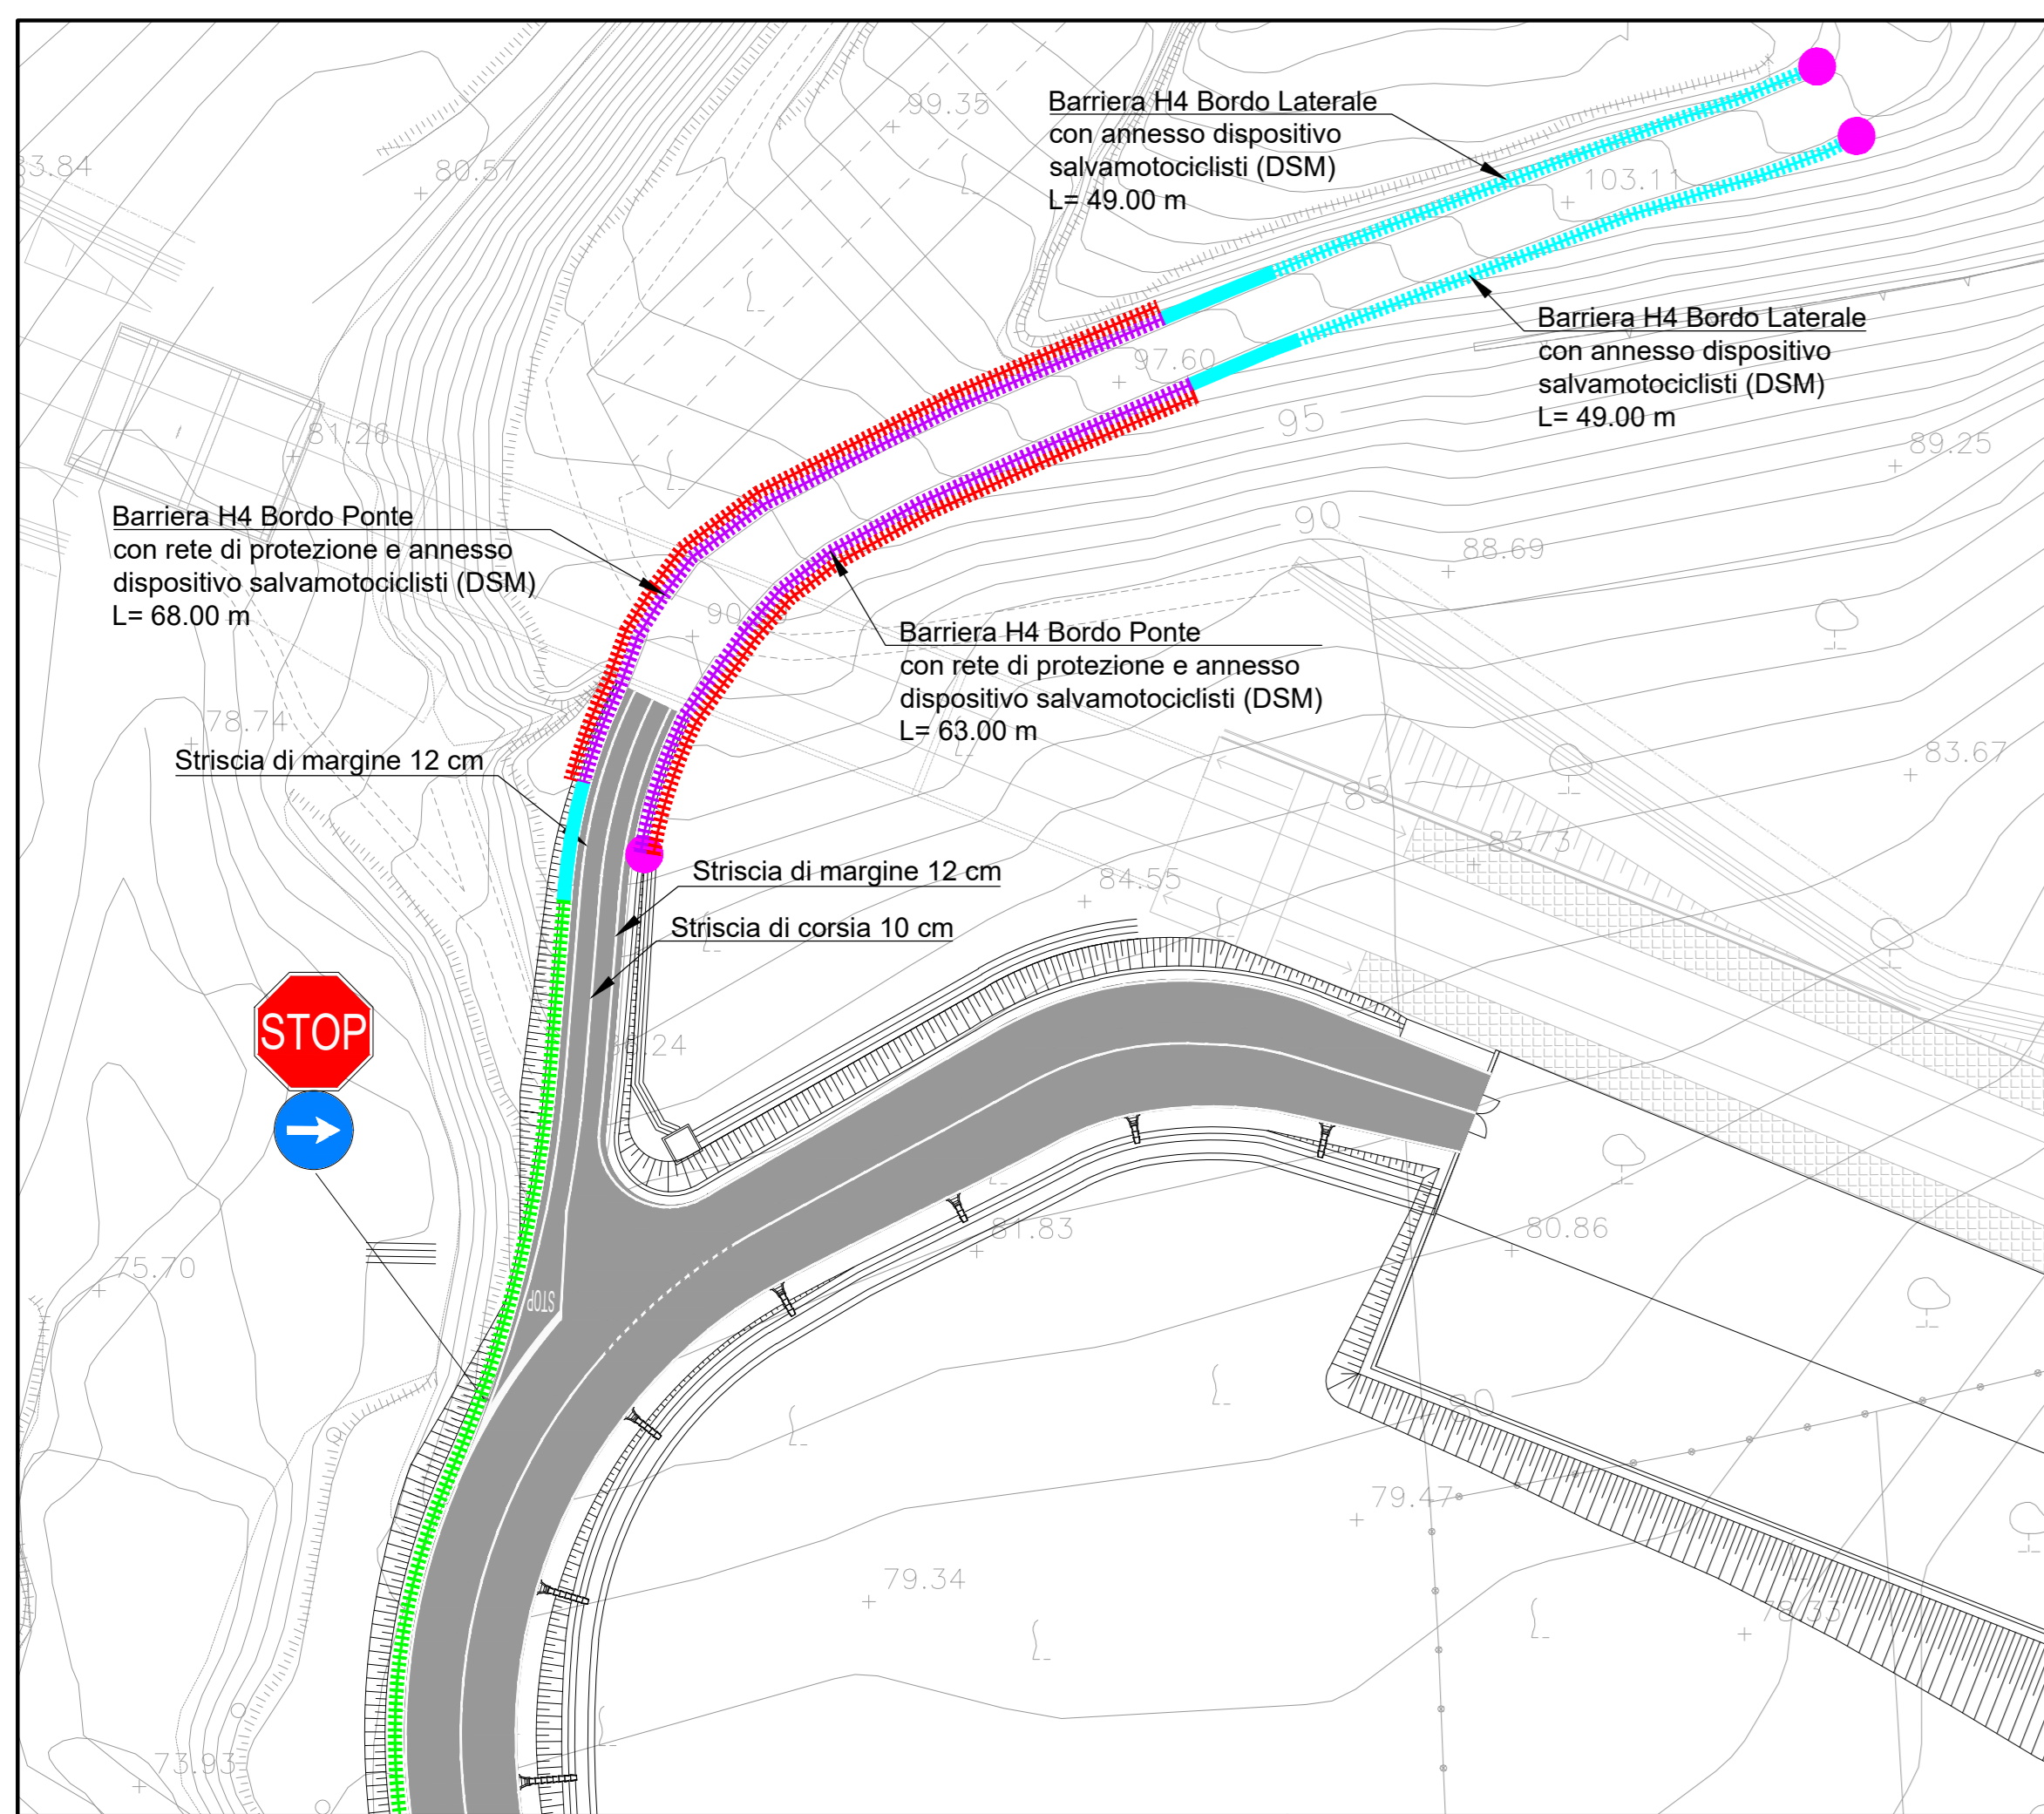 Barriera H4 Bordo Laterale
con annesso dispositivo
salvamotociclisti (DSM)
L= 49.00 m
99.35
83.84
80.57
103.11
Barriera H4 Bordo Laterale
con annesso dispositivo
salvamotociclisti (DSM)
L= 49.00 m
97.60
95
81.26
89.25
Barriera H4 Bordo Ponte
con rete di protezione e annesso
dispositivo salvamotociclisti (DSM)
L= 68.00 m
90
88.69
Barriera H4 Bordo Ponte
con rete di protezione e annesso
dispositivo salvamotociclisti (DSM)
L= 63.00 m
78.74
Striscia di margine 12 cm
83.67
85
83.73
Striscia di margine 12 cm
84.55
Striscia di corsia 10 cm
STOP
81.83
80.86
75.70
STOP
80
79.47
79.34
78.33
73.93